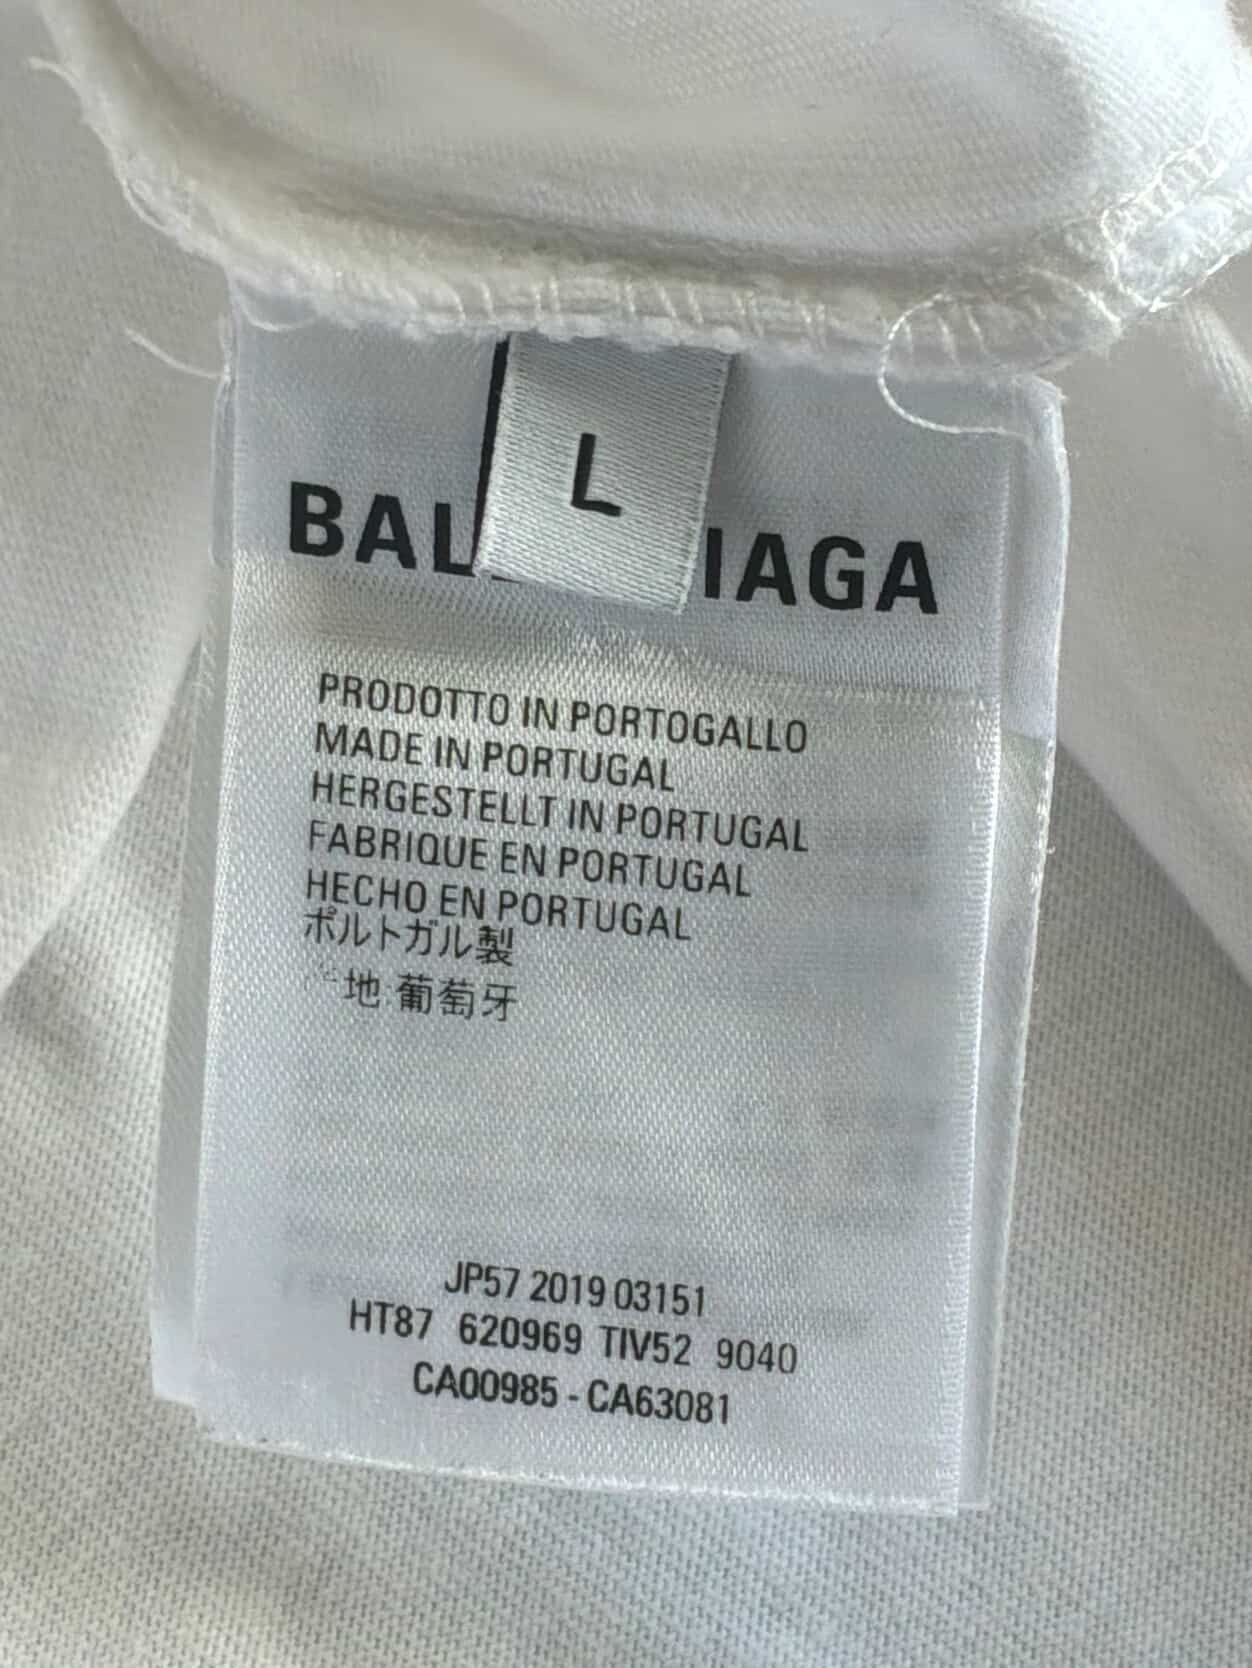 L
BAL IAGA
PRODOTTO IN PORTOGALLO
MADE IN PORTUGAL
HERGESTELLT IN PORTUGAL
FABRIQUE EN PORTUGAL
HECHO EN PORTUGAL
ポルトガル製
地:葡萄牙
JP57 2019 03151
HT87 620969 TIV52 9040
CA00985 - CA63081